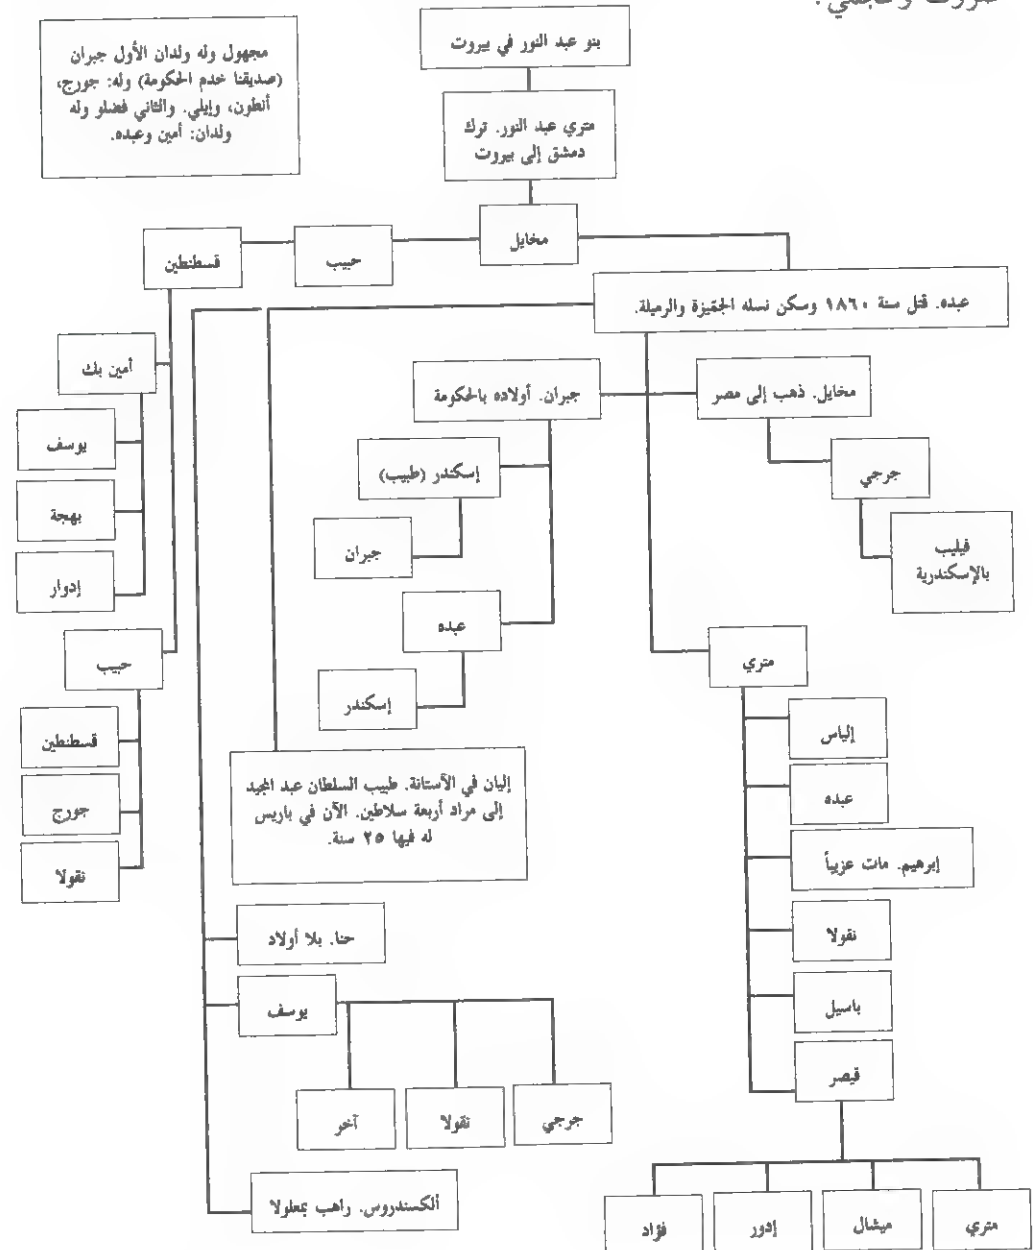 بنو عبد النور في بيروت
مجهول وله ولدان الأول جبران
(صديقنا خدم الحكومة) وله: جورج،
أنطون، وإيلي. والثاني فضلو وله
ولدان: أمين وعبده.
متري عبد النور. ترك
دمشق إلى بيروت
مخايل
حبيب
قسطنطين
عبده. قتل سنة ١٨٦٠ وسكن نسله الجمّيزة والرميلة.
أمين بك
يوسف
بهجة
إدوار
حبيب
قسطنطين
جورج
نقولا
مخايل. ذهب إلى مصر
جرجي
فيليب
بالإسكندرية
جبران. أولاده بالحكومة
إسكندر (طبيب)
جبران
عبده
إسكندر
متري
إلياس
عبده
إبرهيم. مات عزيباً
نقولا
باسيل
قيصر
متري
ميشال
إدور
فؤاد
إليان في الآستانة. طبيب السلطان عبد المجيد
إلى مراد أربعة سلاطين. الآن في باريس
له فيها ٢٥ سنة.
حنا. بلا أولاد
يوسف
جرجي
نقولا
آخر
ألكسندروس. راهب بمعلولا